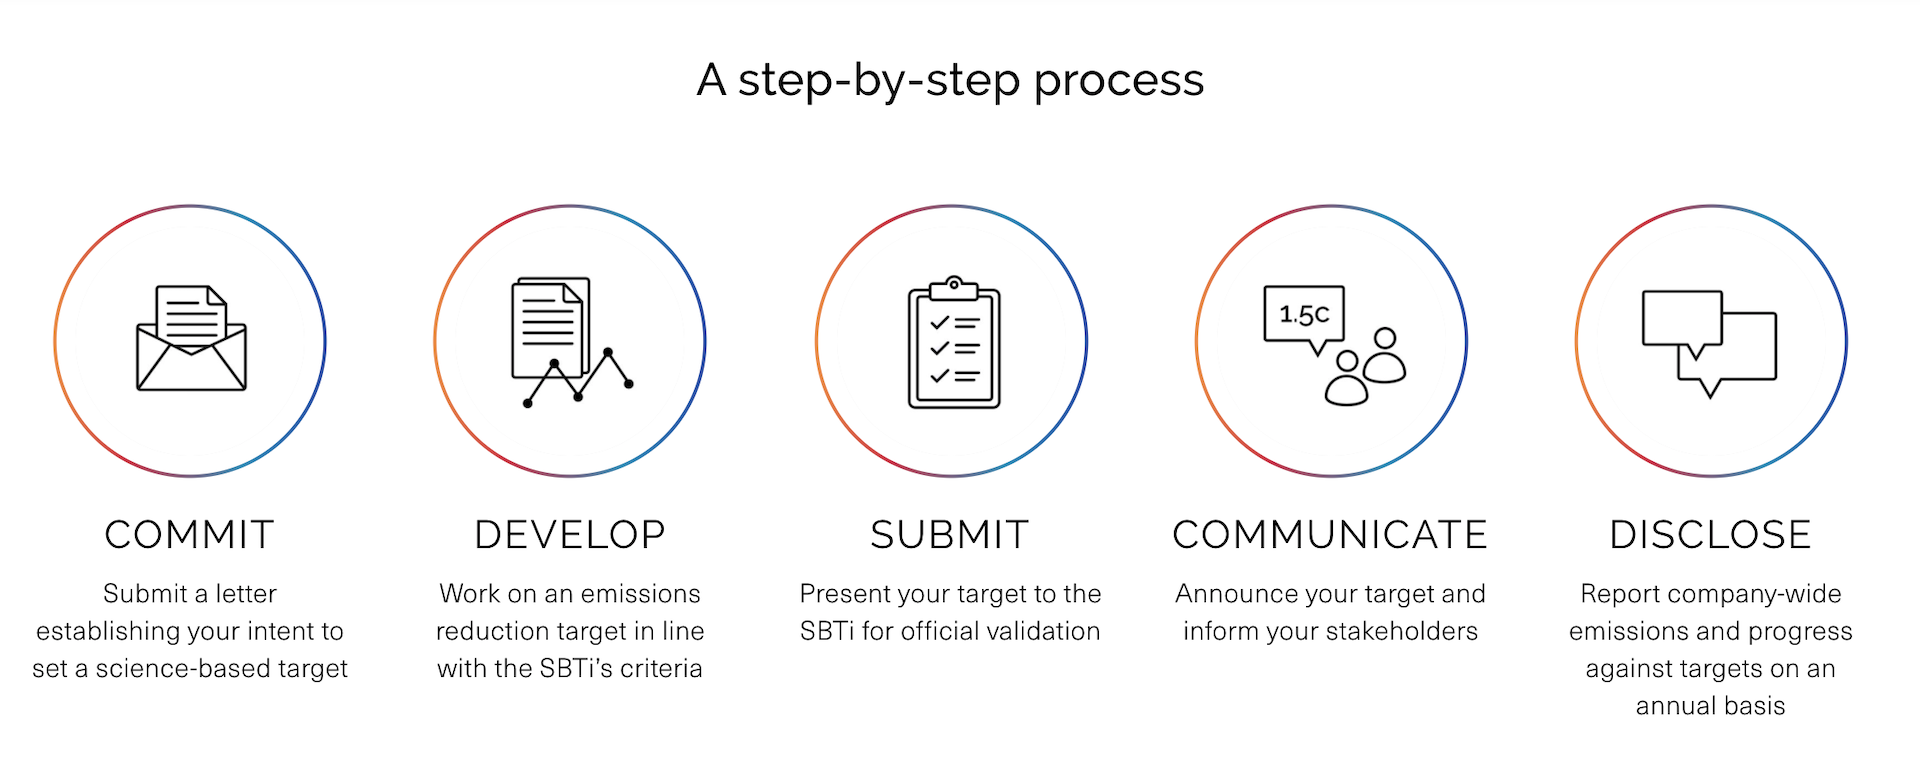 A step-by-step process
1.5c
COMMIT
Submit a letter
establishing your intent to
set a science-based target
DEVELOP
Work on an emissions
reduction target in line
with the SBTi’s criteria
SUBMIT
Present your target to the
SBTi for official validation
COMMUNICATE
Announce your target and
inform your stakeholders
DISCLOSE
Report company-wide
emissions and progress
against targets on an
annual basis